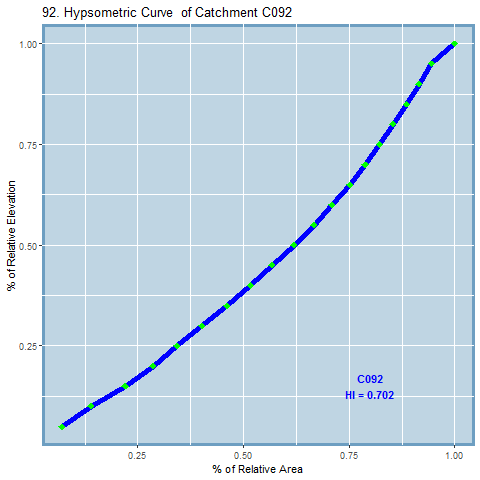 92. Hypsometric Curve  of Catchment C092
% of Relative Elevation
1.00
0.75
0.50
0.25
C092
HI = 0.702
0.25
0.50
0.75
1.00
% of Relative Area